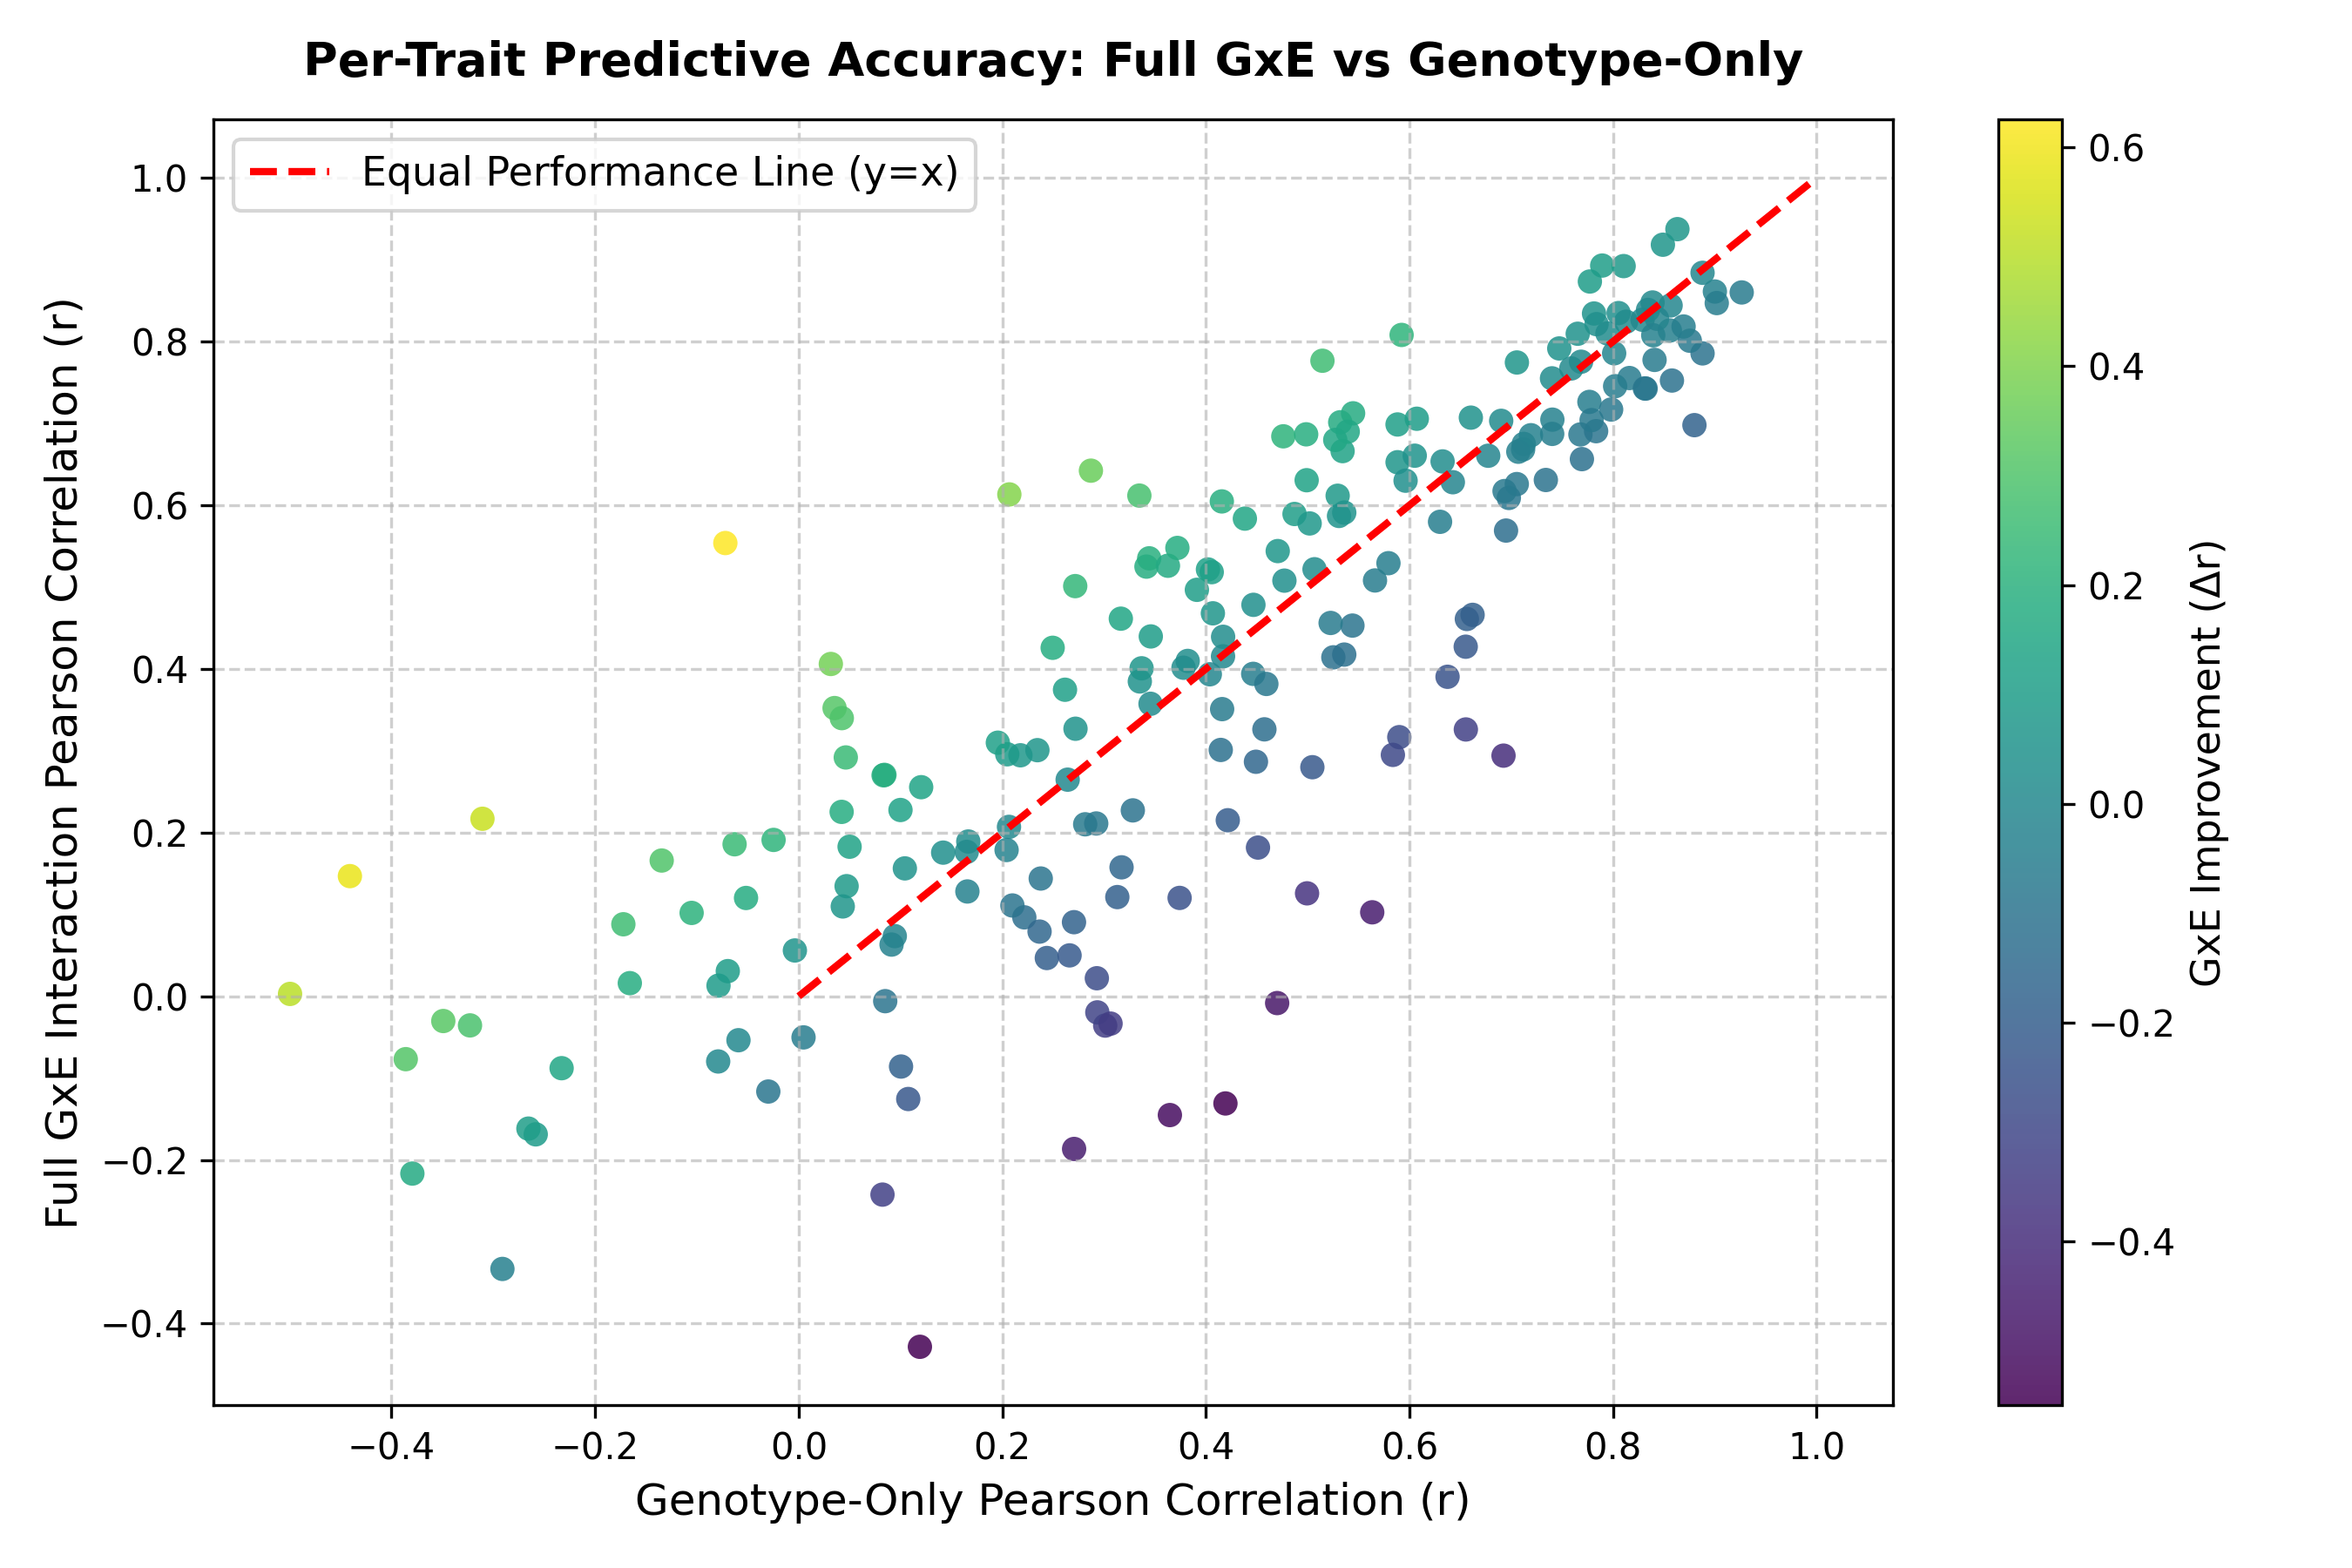 Per-Trait Predictive Accuracy: Full GxE vs Genotype-Only
Equal Performance Line (y=x)
Full GxE Interaction Pearson Correlation (r)
1.0
0.8
0.6
0.4
0.2
0.0
−0.2
−0.4
−0.4 −0.2 0.0 0.2 0.4 0.6 0.8 1.0
Genotype-Only Pearson Correlation (r)
0.6
0.4
0.2
0.0
−0.2
−0.4
GxE Improvement (Δr)